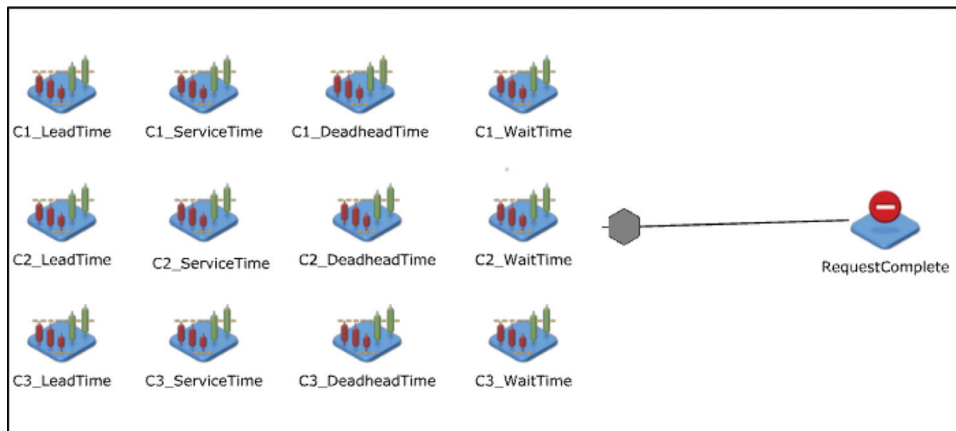 C1_LeadTime
C1_ServiceTime
C1_DeadheadTime
C1_WaitTime
C2_LeadTime
C2_ServiceTime
C2_DeadheadTime
C2_WaitTime
RequestComplete
C3_LeadTime
C3_ServiceTime
C3_DeadheadTime
C3_WaitTime